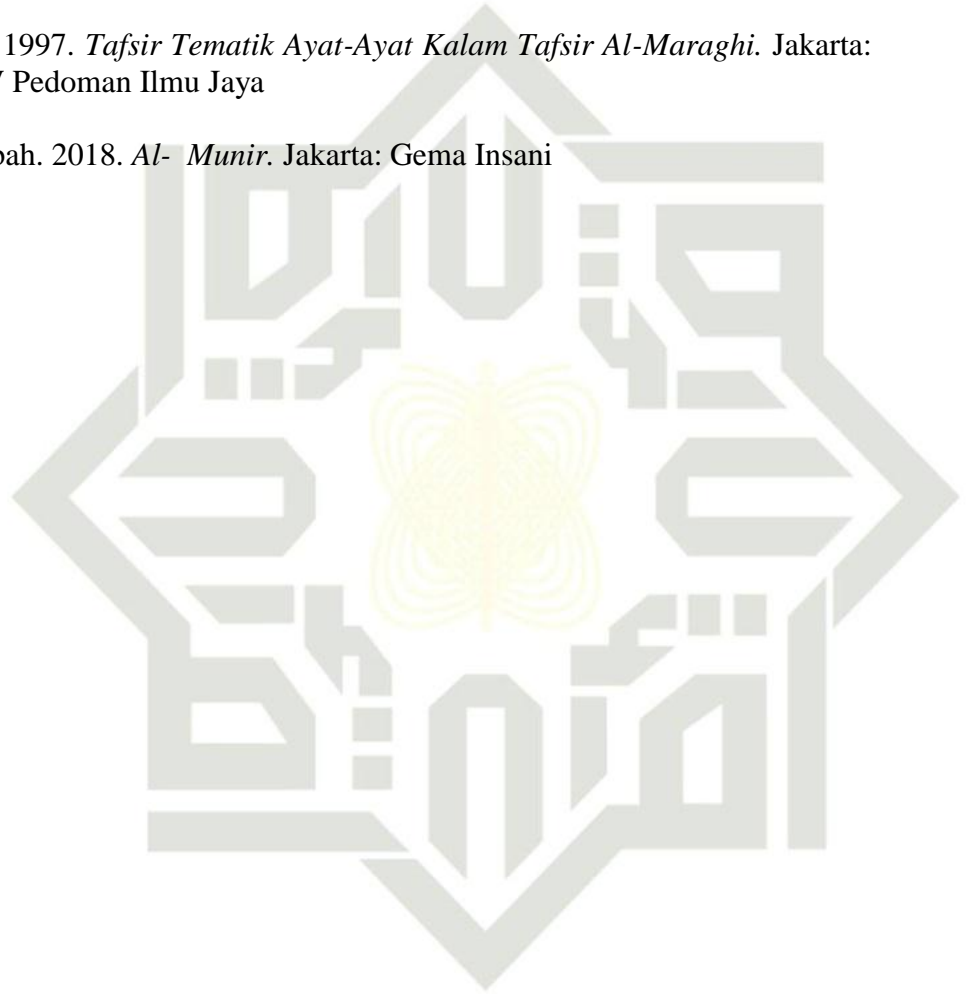 1997. Tafsir Tematik Ayat-Ayat Kalam Tafsir Al-Maraghi. Jakarta:
Pedoman Ilmu Jaya
2018. Al- Munir. Jakarta: Gema Insani